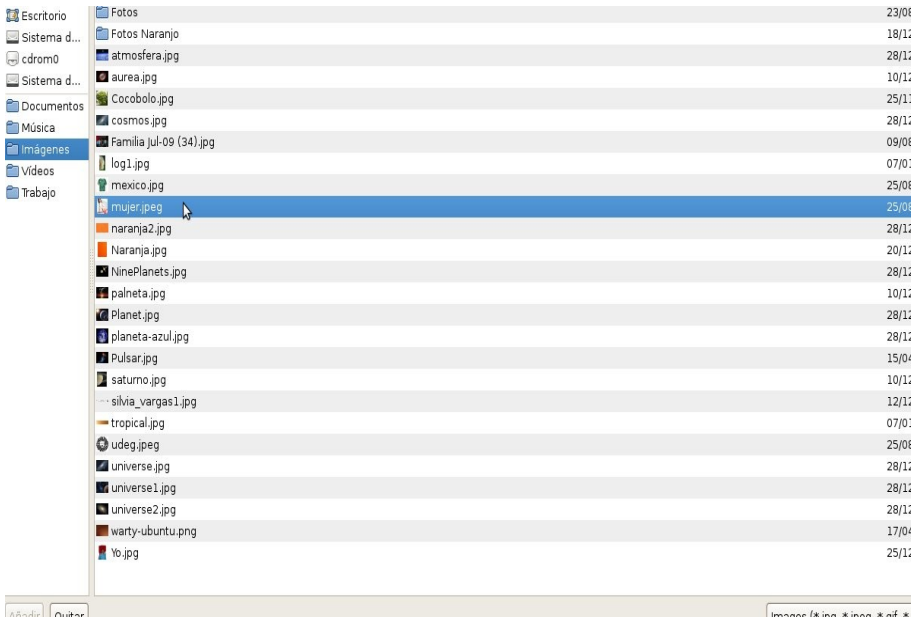 Escritorio
Sistema d...
cdrom0
Sistema d...
Documentos
Música
Imágenes
Vídeos
Trabajo
Fotos 23/08
Fotos Naranjo 18/12
atmosfera.jpg 28/12
aurea.jpg 10/12
Cocobolo.jpg 25/11
cosmos.jpg 28/12
Familia Jul-09 (34).jpg 09/08
log1.jpg 07/01
mexico.jpg 25/08
mujer.jpeg 25/08
naranja2.jpg 28/12
Naranja.jpg 20/12
NinePlanets.jpg 28/12
palneta.jpg 10/12
Planet.jpg 28/12
planeta-azul.jpg 28/12
Pulsar.jpg 15/04
saturno.jpg 10/12
silvia_vargas1.jpg 12/12
tropical.jpg 07/01
udeg.jpeg 25/08
universe.jpg 28/12
universe1.jpg 28/12
universe2.jpg 28/12
warty-ubuntu.png 17/04
Yo.jpg 25/12
Añadir Quitar Images (*.jpg, *.jpeg, *.gif, *.